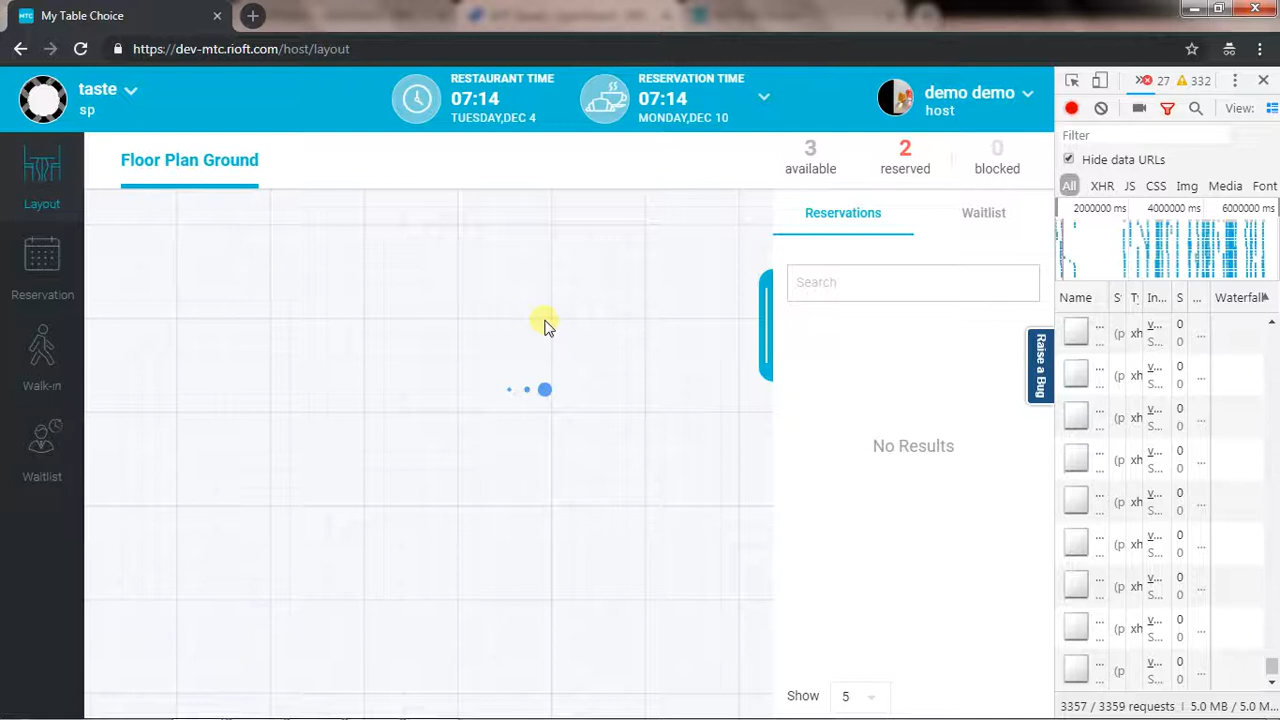 My Table Choice
https://dev-mtc.rioft.com/host/layout
taste
sp
RESTAURANT TIME
07:14
TUESDAY,DEC 4
RESERVATION TIME
07:14
MONDAY,DEC 10
demo demo
host
27
332
View:
Filter
Hide data URLs
All
XHR
JS
CSS
Img
Media
Font
2000000 ms
4000000 ms
6000000 ms
Name
In...
S
...
Waterfall
Layout
Reservation
Walk-in
Waitlist
Floor Plan Ground
3
available
2
reserved
0
blocked
Reservations
Waitlist
Search
No Results
Raise a Bug
Show
5
3357 / 3359 requests
5.0 MB / 5.0 M...